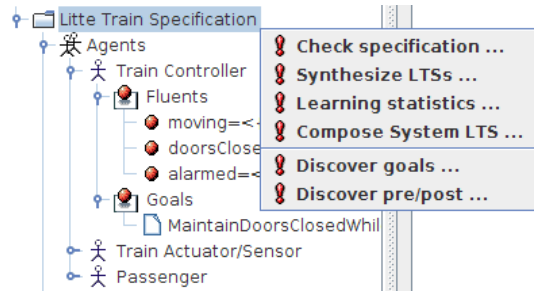 Litte Train Specification
Agents
Train Controller
Fluents
moving=<
doorsClose
alarmed=<
Goals
MaintainDoorsClosedWhil
Train Actuator/Sensor
Passenger
Check specification ...
Synthesize LTSs ...
Learning statistics ...
Compose System LTS ...
Discover goals ...
Discover pre/post ...